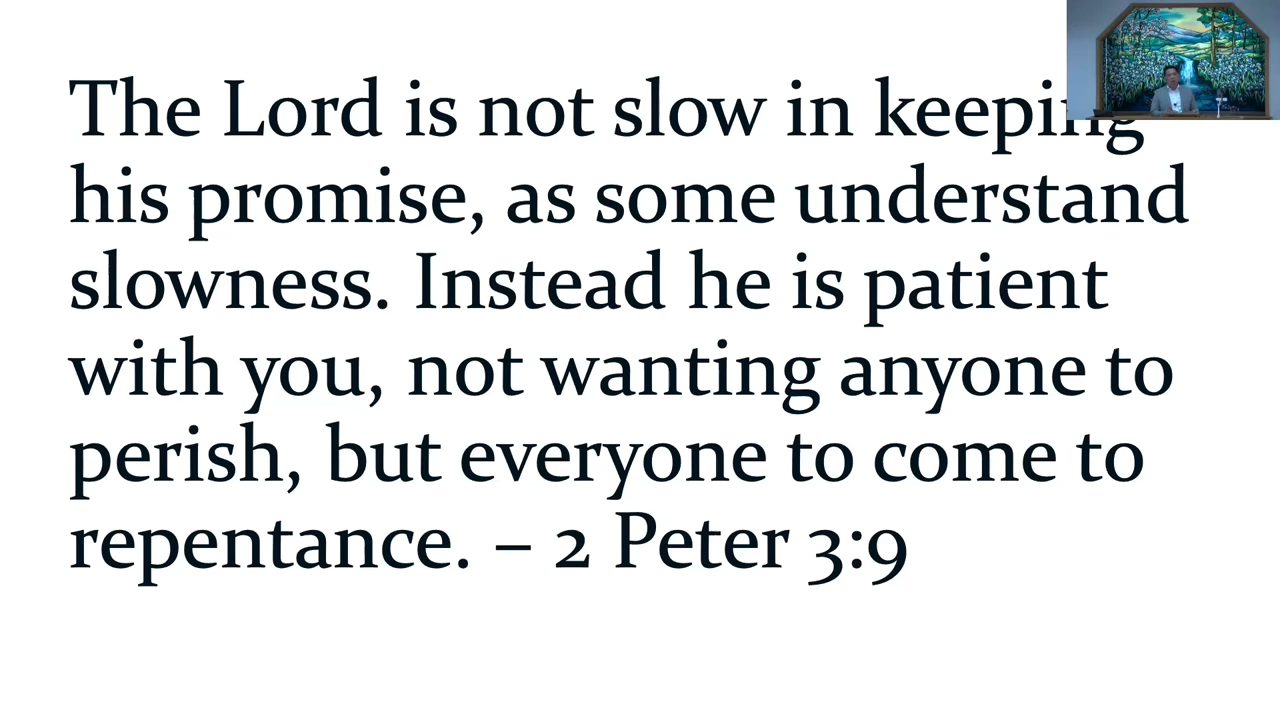 The Lord is not slow in keeping
his promise, as some understand
slowness. Instead he is patient
with you, not wanting anyone to
perish, but everyone to come to
repentance. – 2 Peter 3:9